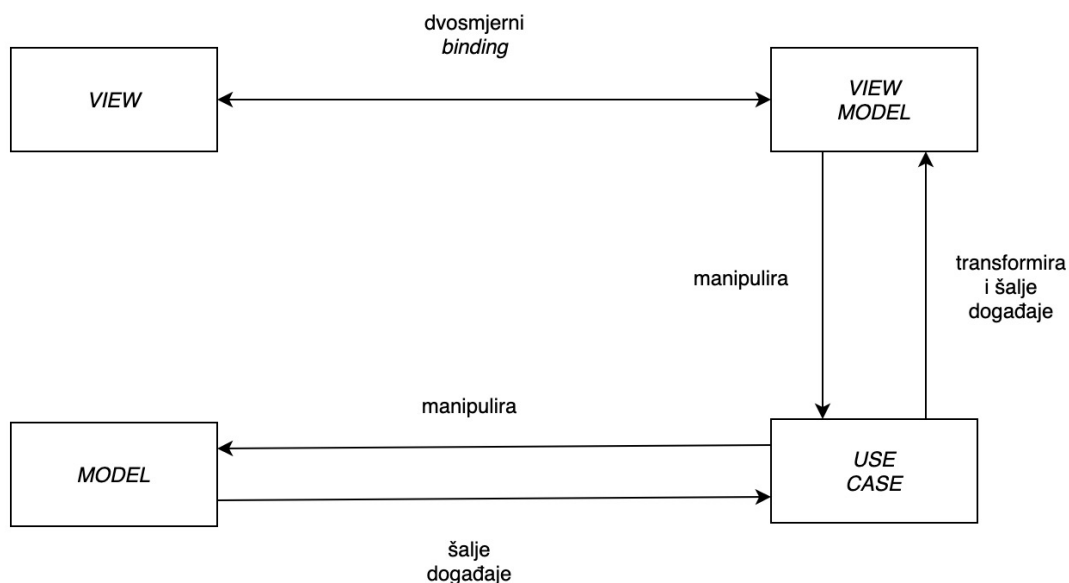 dvosmjerni
binding
VIEW
VIEW
MODEL
manipulira
transformira
i šalje
događaje
manipulira
MODEL
USE
CASE
šalje
događaje